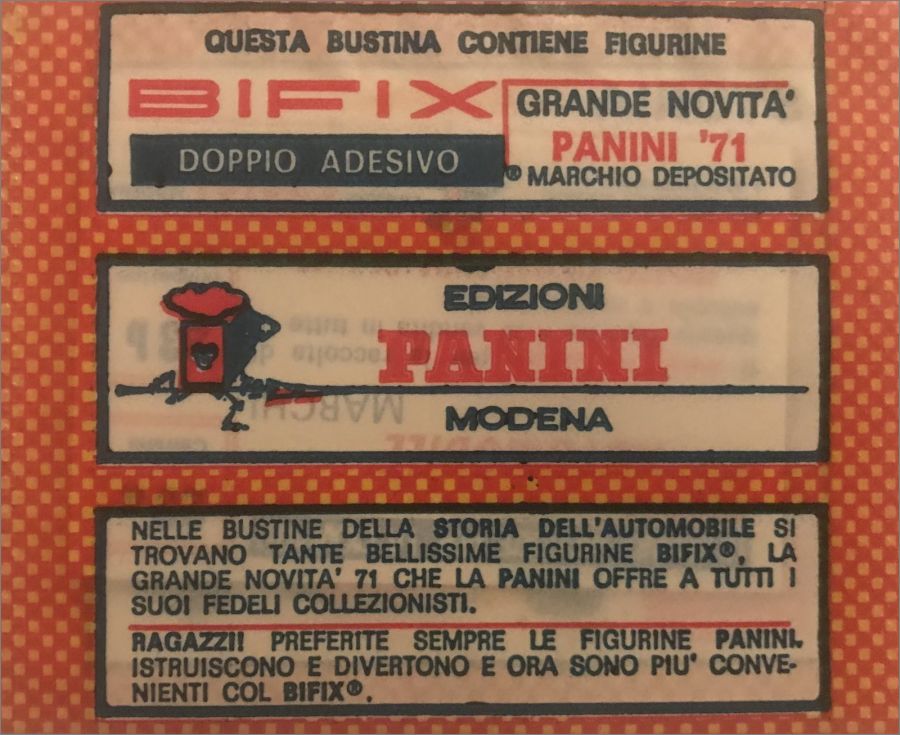 QUESTA BUSTINA CONTIENE FIGURINE
BIFIX
DOPPIO ADESIVO
GRANDE NOVITA'
PANINI '71
® MARCHIO DEPOSITATO
EDIZIONI
PANINI
MODENA
NELLE BUSTINE DELLA STORIA DELL'AUTOMOBILE SI
TROVANO TANTE BELLISSIME FIGURINE BIFIX®, LA
GRANDE NOVITA' 71 CHE LA PANINI OFFRE A TUTTI I
SUOI FEDELI COLLEZIONISTI.
RAGAZZI! PREFERITE SEMPRE LE FIGURINE PANINI.
ISTRUISCONO E DIVERTONO E ORA SONO PIU' CONVE-
NIENTI COL BIFIX®.